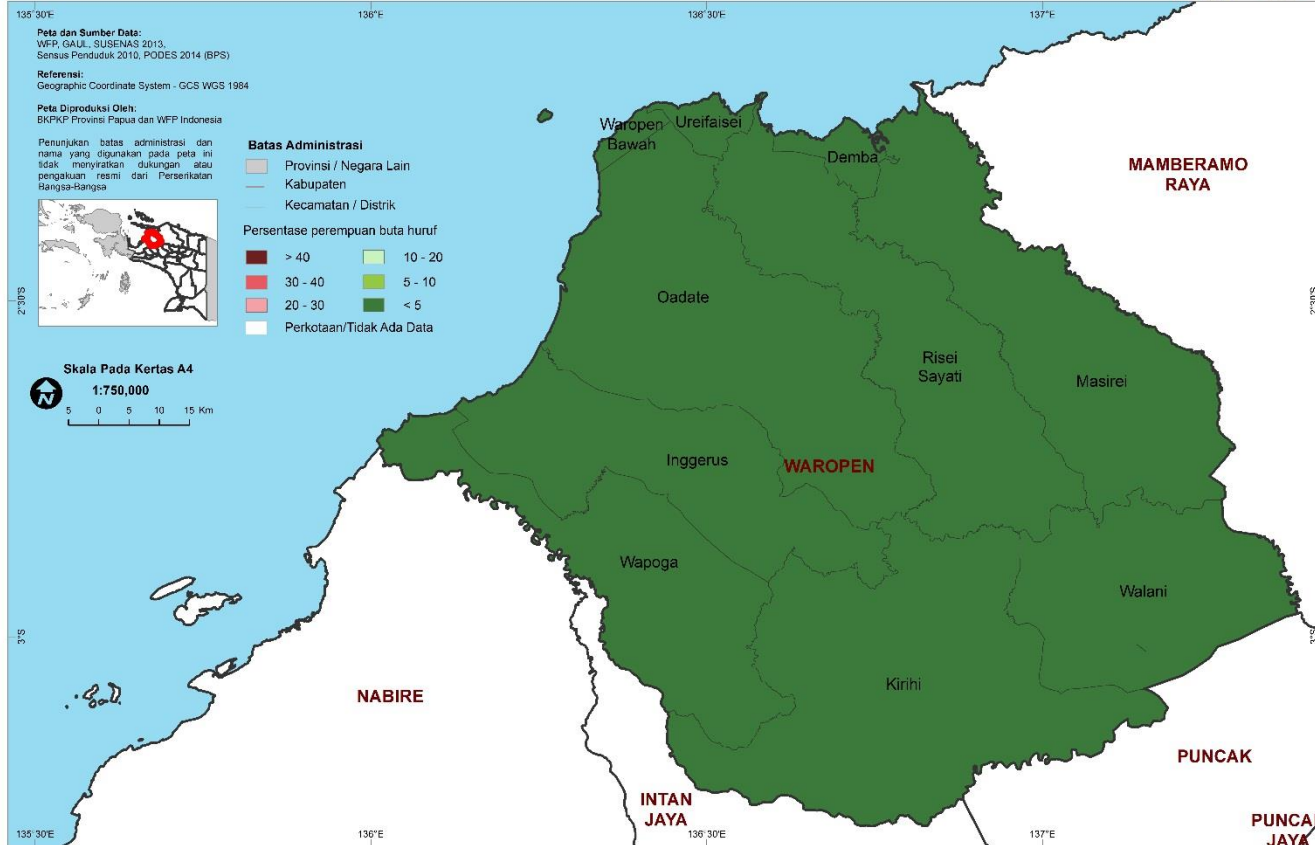 135°30'E 136°E 136°30'E 137°E
Peta dan Sumber Data:
WFP, GAUL, SUSENAS 2013,
Sensus Penduduk 2010, PODES 2014 (BPS)
Referensi:
Geographic Coordinate System - GCS WGS 1984
Peta Diproduksi Oleh:
BKPKP Provinsi Papua dan WFP Indonesia
Penunjukan batas administrasi dan
nama yang digunakan pada peta ini
tidak menyiratkan dukungan atau
pengakuan resmi dari Perserikatan
Bangsa-Bangsa
Batas Administrasi
Provinsi / Negara Lain
Kabupaten
Kecamatan / Distrik
Persentase perempuan buta huruf
> 40
30 - 40
20 - 30
10 - 20
5 - 10
< 5
Perkotaan/Tidak Ada Data
Skala Pada Kertas A4
1:750,000
N
5 0 5 10 15 Km
Waropen
Bawah
Ureifaisei
Demba
MAMBERAMO
RAYA
2°30'S
2°30'S
Oadate
Risei
Sayati
Masirei
Inggerus
WAROPEN
Wapoga
Walani
3°S
3°S
Kirihi
NABIRE
PUNCAK
INTAN
JAYA
PUNCA
JAYA
135°30'E 136°E 136°30'E 137°E